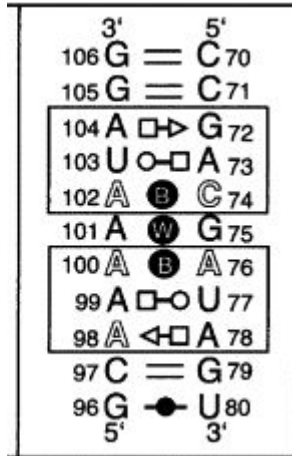 3' 5'
106 G C 70
105 G C 71
104 A G 72
103 U A 73
102 A B C 74
101 A W G 75
100 A B A 76
99 A U 77
98 A A 78
97 C G 79
96 G U 80
5' 3'